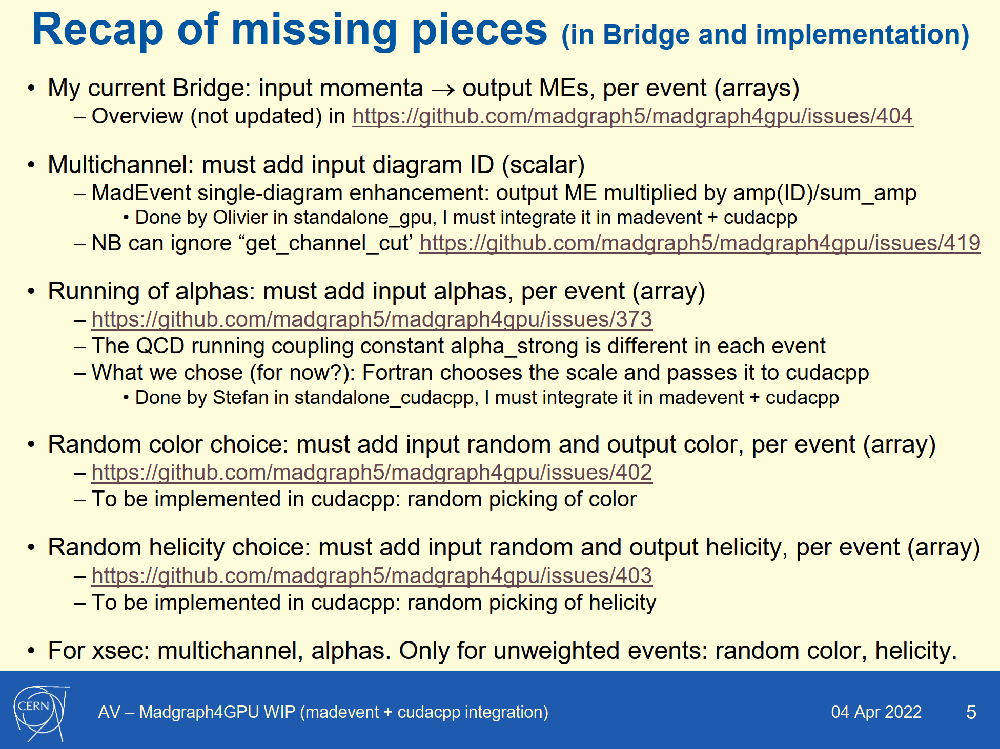 Recap of missing pieces (in Bridge and implementation)
• My current Bridge: input momenta → output MEs, per event (arrays)
– Overview (not updated) in https://github.com/madgraph5/madgraph4gpu/issues/404
• Multichannel: must add input diagram ID (scalar)
– MadEvent single-diagram enhancement: output ME multiplied by amp(ID)/sum_amp
• Done by Olivier in standalone_gpu, I must integrate it in madevent + cudacpp
– NB can ignore “get_channel_cut’ https://github.com/madgraph5/madgraph4gpu/issues/419
• Running of alphas: must add input alphas, per event (array)
– https://github.com/madgraph5/madgraph4gpu/issues/373
– The QCD running coupling constant alpha_strong is different in each event
– What we chose (for now?): Fortran chooses the scale and passes it to cudacpp
• Done by Stefan in standalone_cudacpp, I must integrate it in madevent + cudacpp
• Random color choice: must add input random and output color, per event (array)
– https://github.com/madgraph5/madgraph4gpu/issues/402
– To be implemented in cudacpp: random picking of color
• Random helicity choice: must add input random and output helicity, per event (array)
– https://github.com/madgraph5/madgraph4gpu/issues/403
– To be implemented in cudacpp: random picking of helicity
• For xsec: multichannel, alphas. Only for unweighted events: random color, helicity.
CERN
AV – Madgraph4GPU WIP (madevent + cudacpp integration)
04 Apr 2022
5